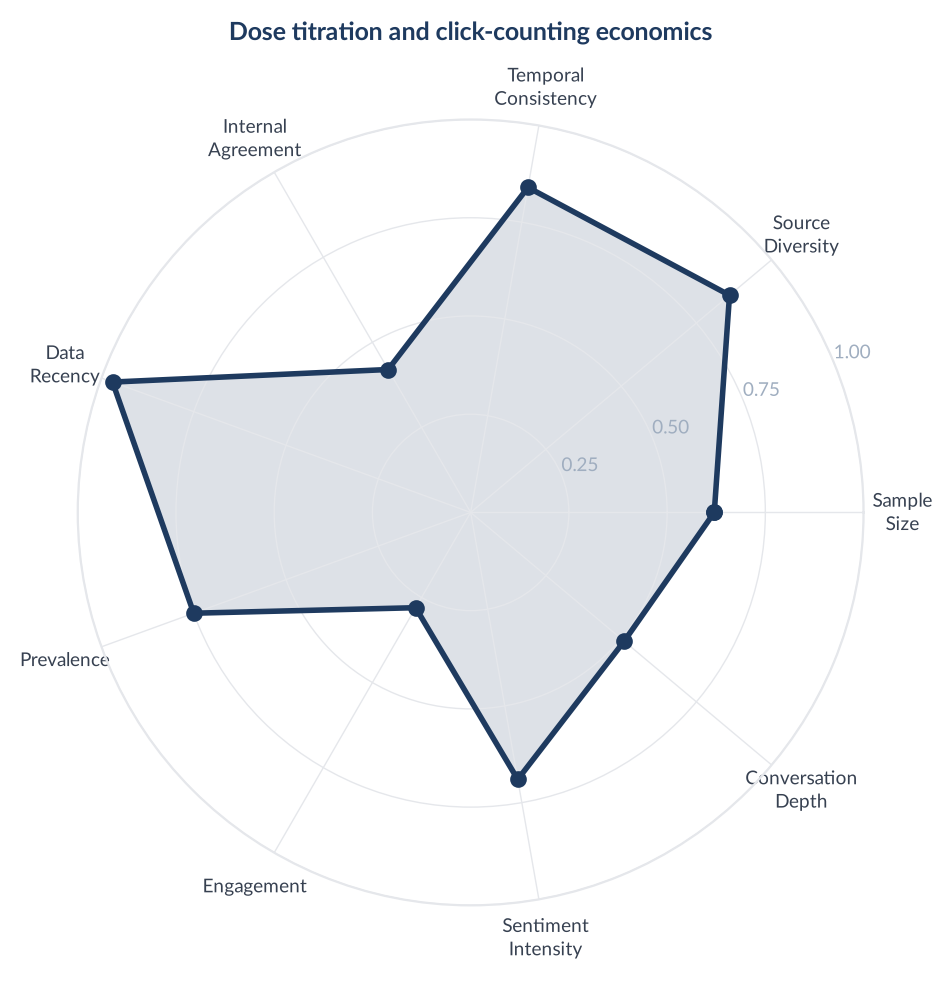 Dose titration and click-counting economics
Temporal
Consistency
Internal
Agreement
Source
Diversity
Data
Recency
1.00
0.75
0.50
0.25
Sample
Size
Prevalence
Conversation
Depth
Engagement
Sentiment
Intensity